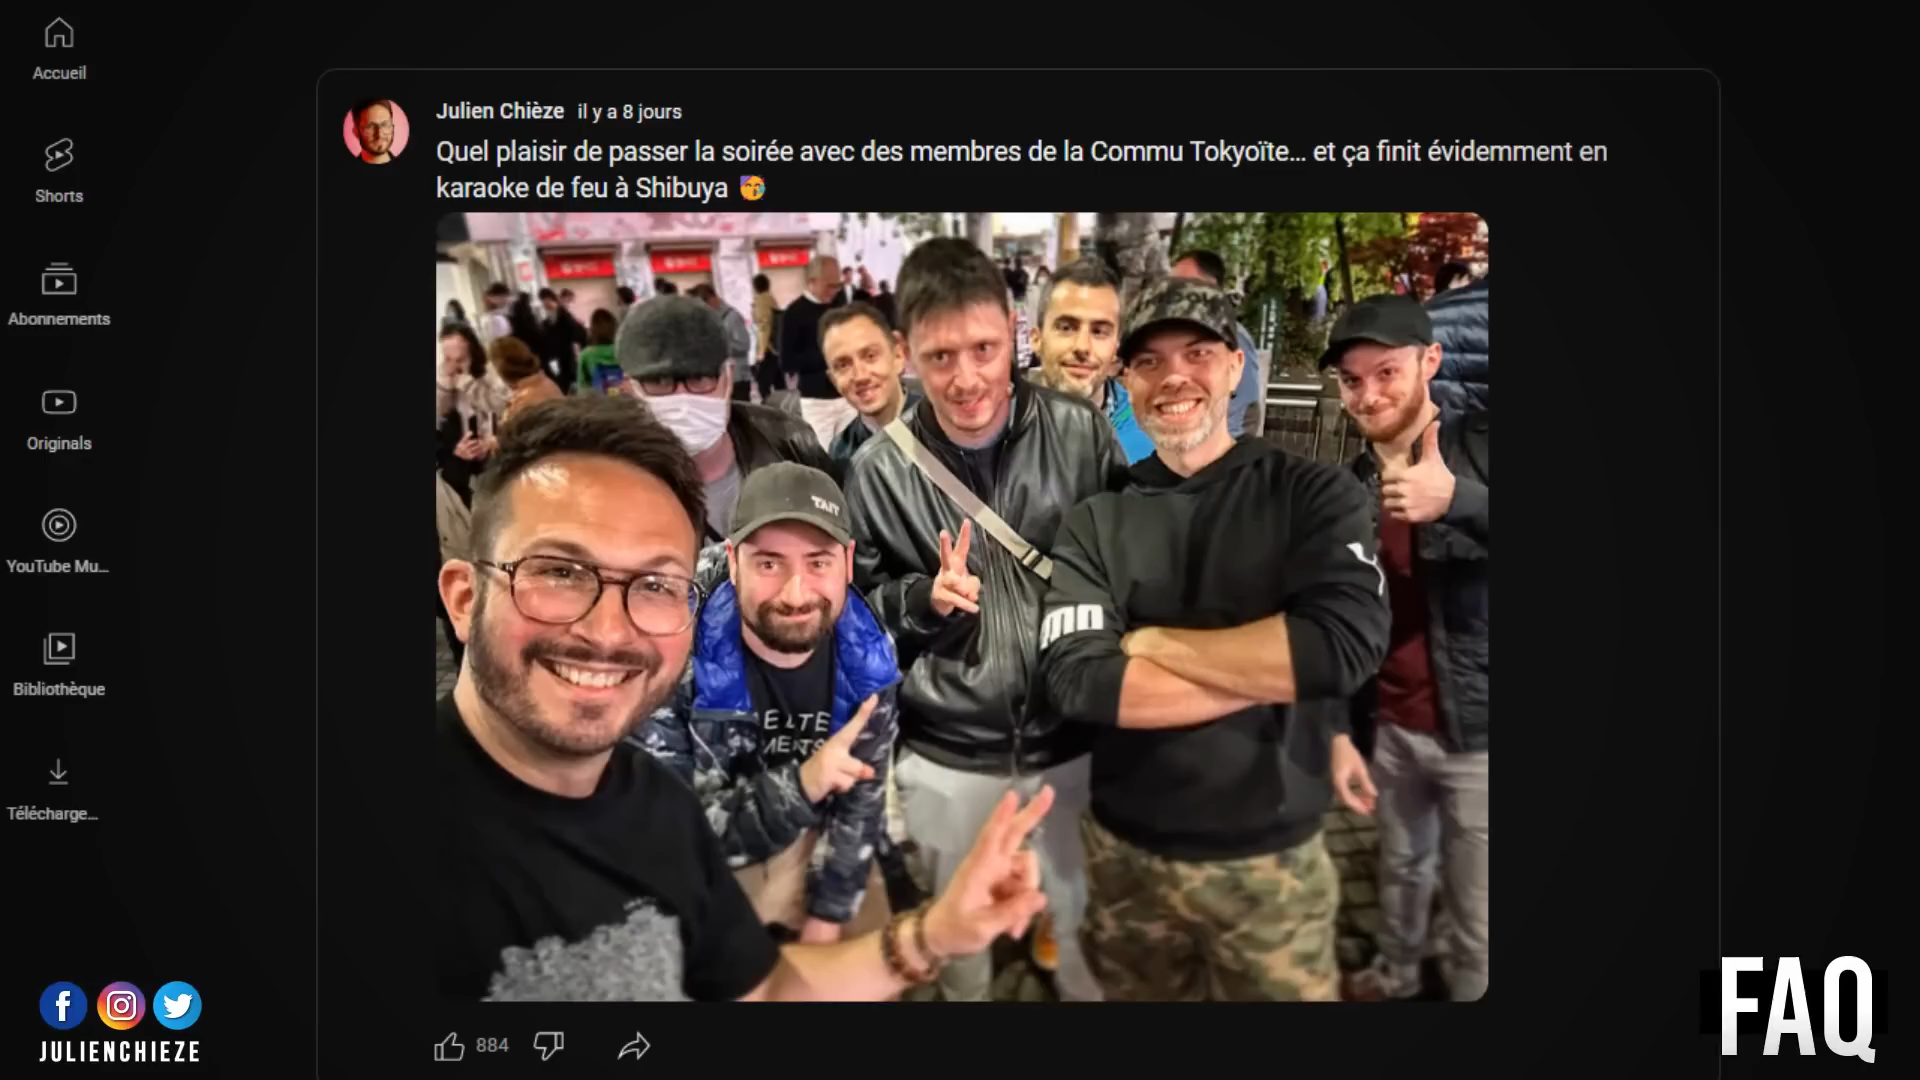 Accueil
Shorts
Abonnements
Originals
YouTube Mu...
Bibliothèque
Télécharge...
Julien Chièze il y a 8 jours
Quel plaisir de passer la soirée avec des membres de la Commu Tokyoïte... et ça finit évidemment en
karaoke de feu à Shibuya
TAIT
884
JULIENCHIEZE
FAQ